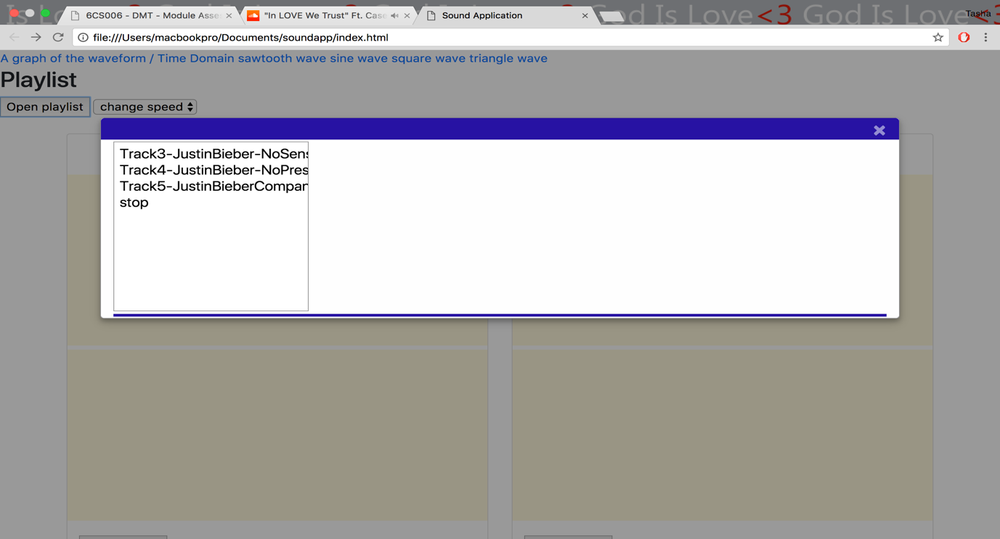 God Is Love <3 God Is Love <3
Tasha
6CS006 - DMT - Module Asse
"In LOVE We Trust" Ft. Case
Sound Application
file:///Users/macbookpro/Documents/soundapp/index.html
A graph of the waveform / Time Domain sawtooth wave sine wave square wave triangle wave
Playlist
Open playlist
change speed
Track3-JustinBieber-NoSens
Track4-JustinBieber-NoPres
Track5-JustinBieberCompan
stop